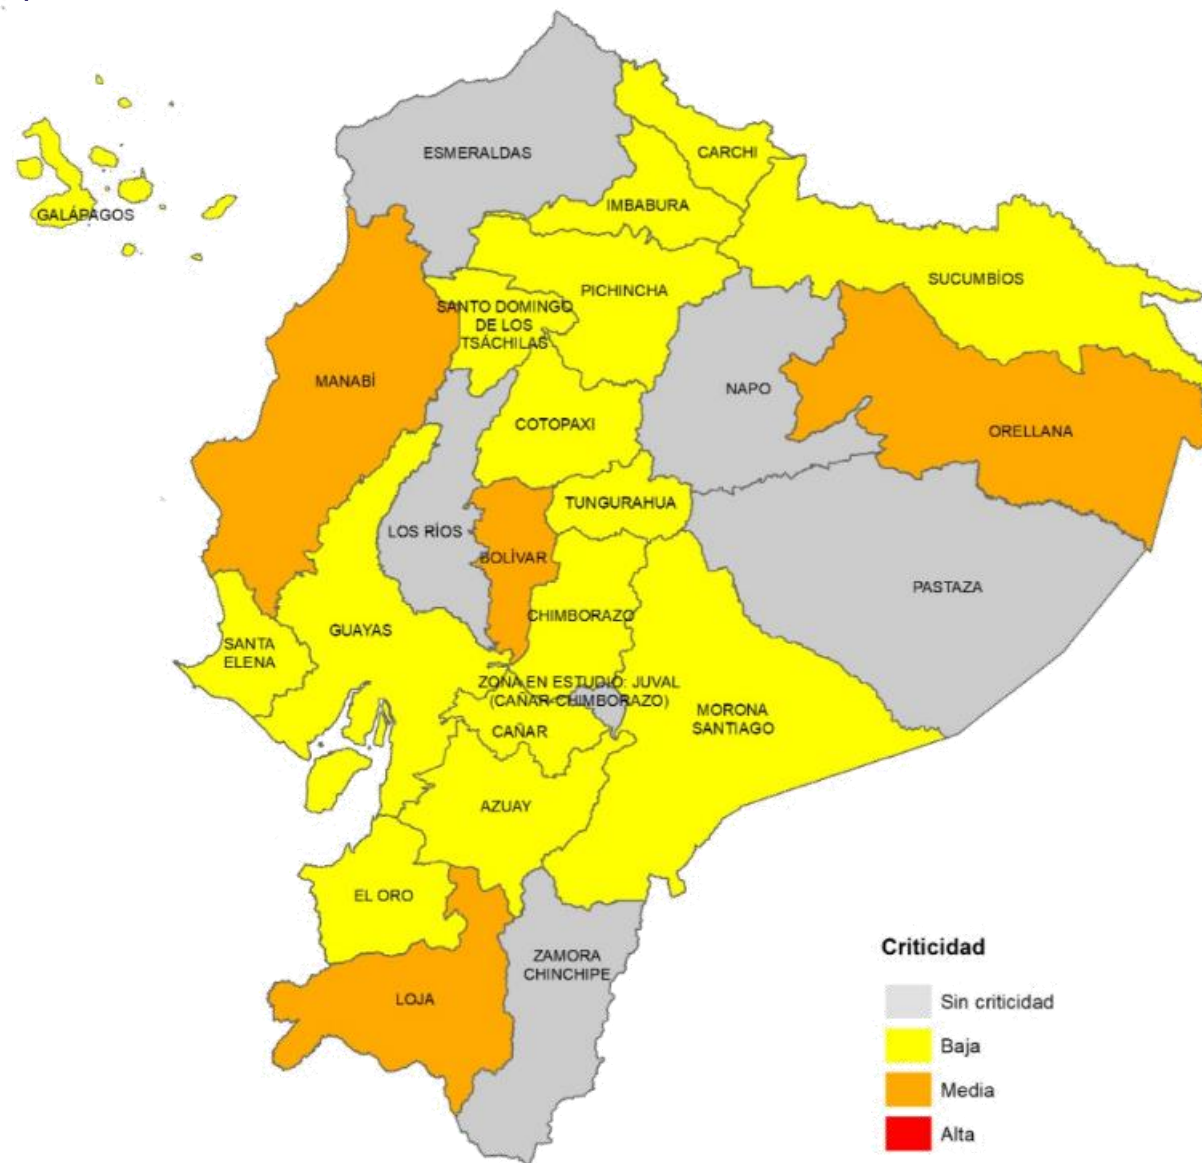 ESMERALDAS
CARCHI
IMBABURA
GALÁPAGOS
SUCUMBÍOS
PICHINCHA
SANTO DOMINGO
DE LOS
TSÁCHILAS
MANABÍ
NAPO
COTOPAXI
ORELLANA
TUNGURAHUA
LOS RÍOS
BOLÍVAR
PASTAZA
CHIMBORAZO
GUAYAS
SANTA
ELENA
ZONA EN ESTUDIO: JUVAL
(CAÑAR-CHIMBORAZO)
MORONA
SANTIAGO
CAÑAR
AZUAY
EL ORO
ZAMORA
CHINCHIPE
LOJA
Criticidad
Sin criticidad
Baja
Media
Alta